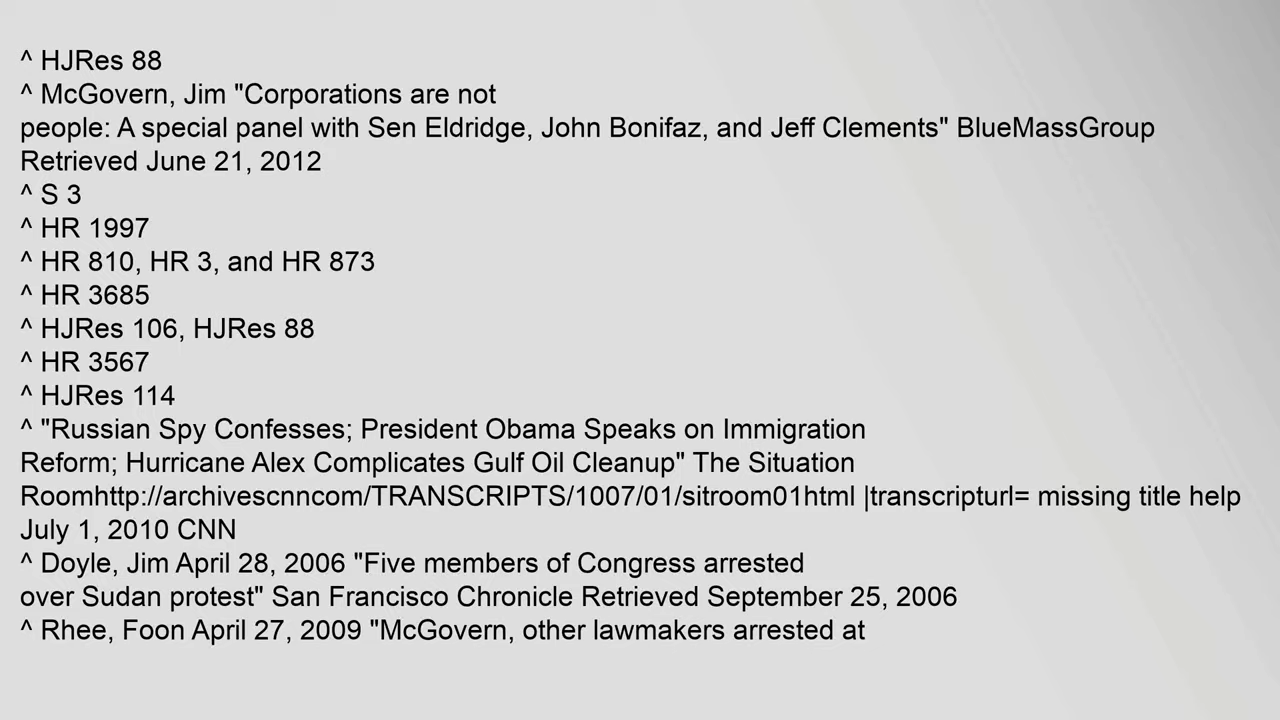 ^ HJRes 88
^ McGovern, Jim "Corporations are not
people: A special panel with Sen Eldridge, John Bonifaz, and Jeff Clements" BlueMassGroup
Retrieved June 21, 2012
^ S 3
^ HR 1997
^ HR 810, HR 3, and HR 873
^ HR 3685
^ HJRes 106, HJRes 88
^ HR 3567
^ HJRes 114
^ "Russian Spy Confesses; President Obama Speaks on Immigration
Reform; Hurricane Alex Complicates Gulf Oil Cleanup" The Situation
Roomhttp://archivescnncom/TRANSCRIPTS/1007/01/sitroom01html |transcripturl= missing title help
July 1, 2010 CNN
^ Doyle, Jim April 28, 2006 "Five members of Congress arrested
over Sudan protest" San Francisco Chronicle Retrieved September 25, 2006
^ Rhee, Foon April 27, 2009 "McGovern, other lawmakers arrested at